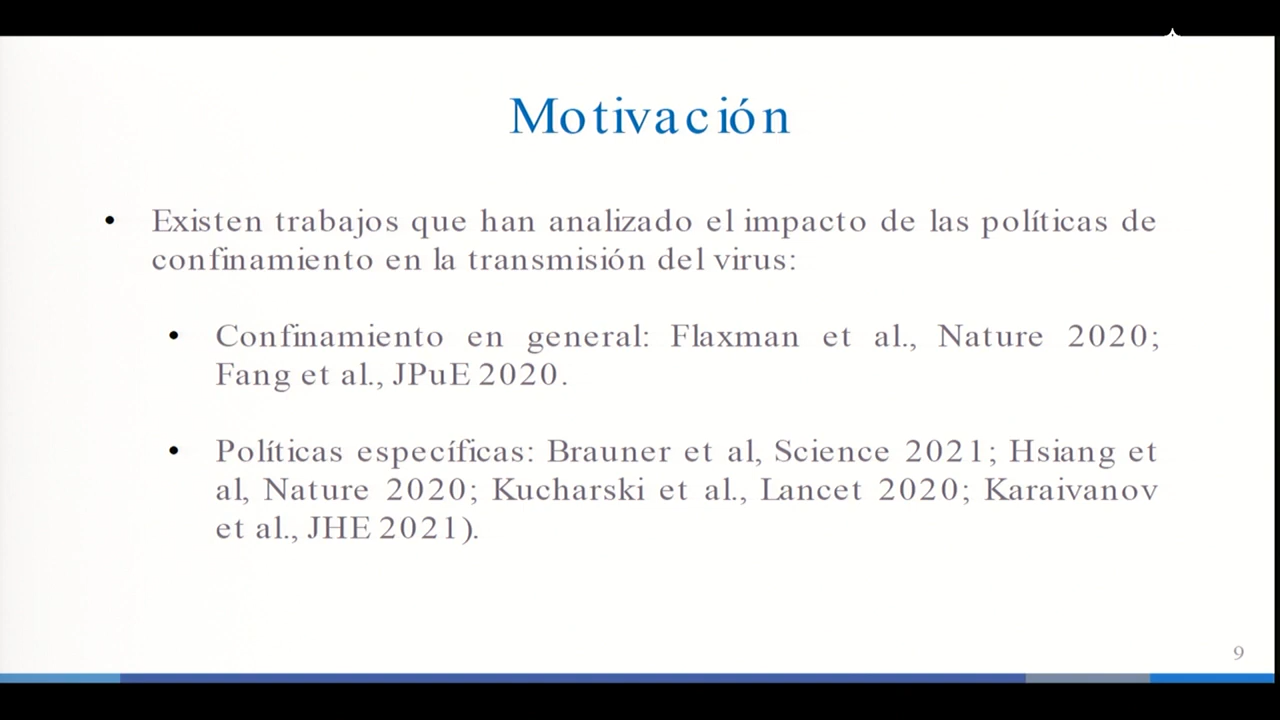 Motivación
• Existen trabajos que han analizado el impacto de las políticas de
confinamiento en la transmisión del virus:
• Confinamiento en general: Flaxman et al., Nature 2020;
Fang et al., JPuE 2020.
• Políticas específicas: Brauner et al, Science 2021; Hsiang et
al, Nature 2020; Kucharski et al., Lancet 2020; Karaivanov
et al., JHE 2021).
9